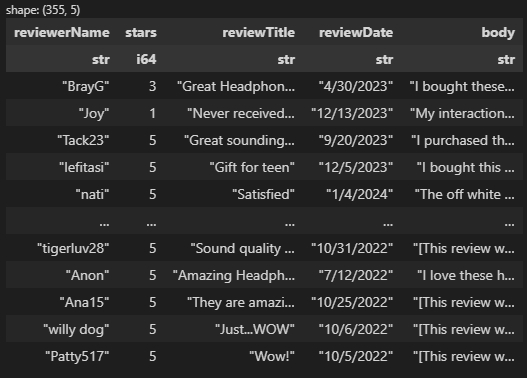 shape: (355, 5)
reviewerName stars reviewTitle reviewDate body
str i64 str str str
"BrayG" 3 "Great Headphon... "4/30/2023" "I bought these...
"Joy" 1 "Never received... "12/13/2023" "My interaction...
"Tack23" 5 "Great sounding... "9/20/2023" "I purchased th...
"lefitasi" 5 "Gift for teen" "12/5/2023" "I bought this ...
"nati" 5 "Satisfied" "1/4/2024" "The off white ...
... ... ... ... ...
"tigerluv28" 5 "Sound quality ... "10/31/2022" "[This review w...
"Anon" 5 "Amazing Headph... "7/12/2022" "I love these h...
"Ana15" 5 "They are amazi... "10/25/2022" "[This review w...
"willy dog" 5 "Just...WOW" "10/6/2022" "[This review w...
"Patty517" 5 "Wow!" "10/5/2022" "[This review w...